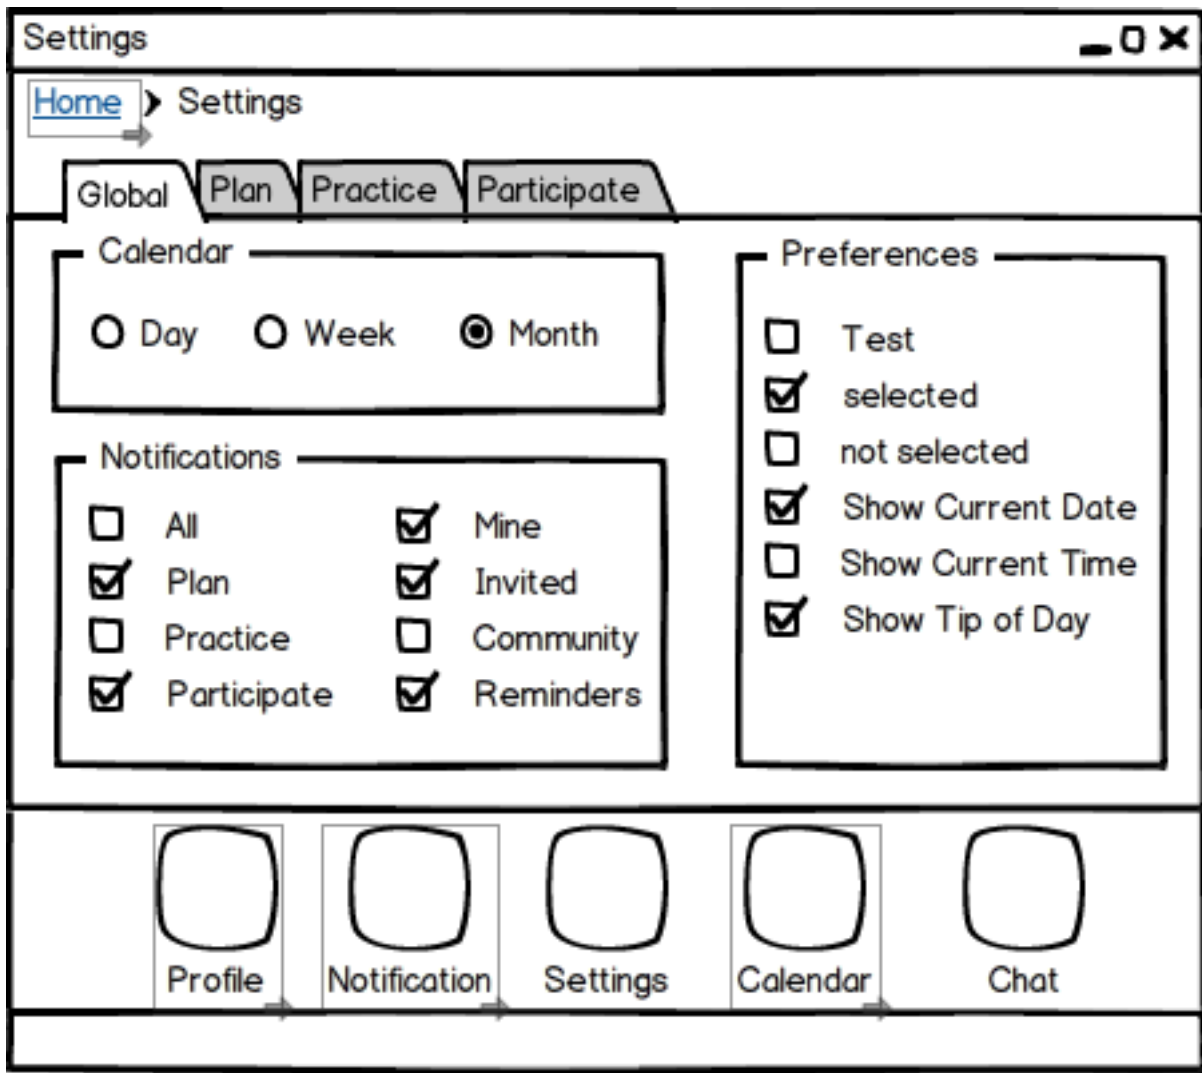 Settings
Home Settings
Global Plan Practice Participate
Calendar
Day Week Month
Notifications
All Mine
Plan Invited
Practice Community
Participate Reminders
Preferences
Test
selected
not selected
Show Current Date
Show Current Time
Show Tip of Day
Profile Notification Settings Calendar Chat